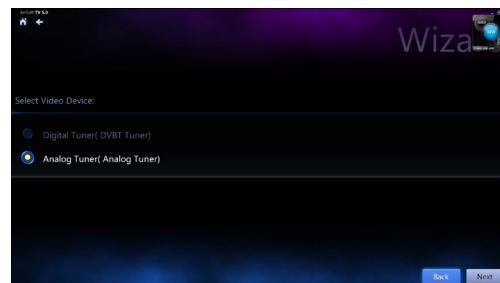 ArcSoft TV 5.0
Wiza
Select Video Device:
Digital Tuner( DVBT Tuner)
Analog Tuner( Analog Tuner)
Back
Next